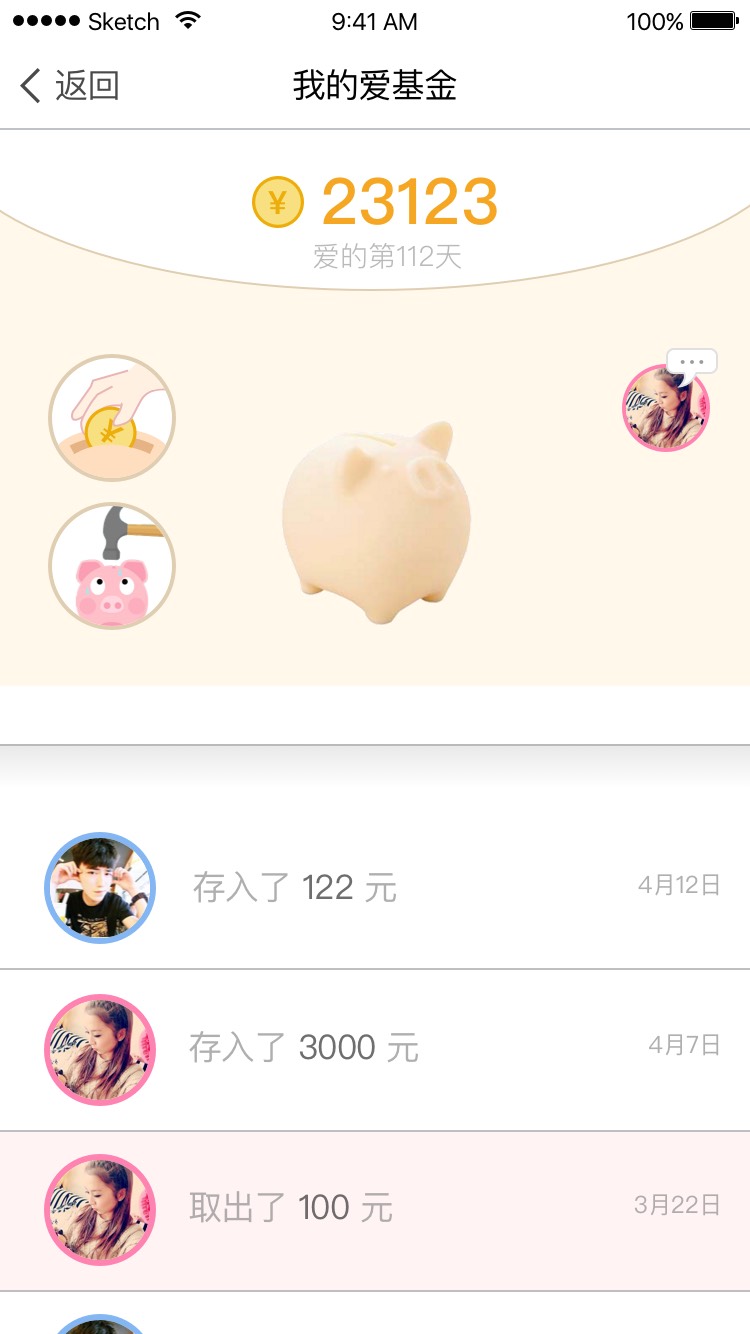 Sketch 9:41 AM 100%
返回 我的爱基金
¥ 23123
爱的第112天
¥
存入了 122 元 4月12日
存入了 3000 元 4月7日
取出了 100 元 3月22日